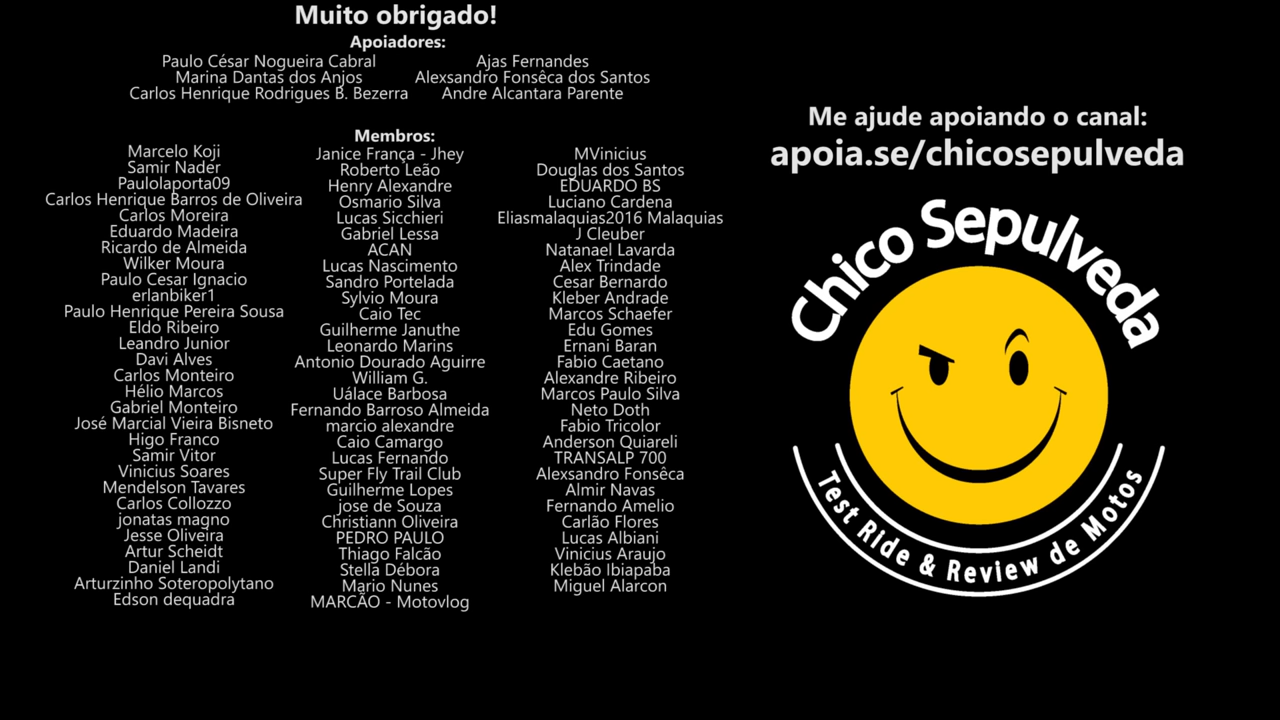 Muito obrigado!
Apoiadores:
Paulo César Nogueira Cabral
Marina Dantas dos Anjos
Carlos Henrique Rodrigues B. Bezerra
Ajas Fernandes
Alexsandro Fonsêca dos Santos
Andre Alcantara Parente
Membros:
Marcelo Koji
Samir Nader
Paulolaporta09
Carlos Henrique Barros de Oliveira
Carlos Moreira
Eduardo Madeira
Ricardo de Almeida
Wilker Moura
Paulo Cesar Ignacio
erlanbiker1
Paulo Henrique Pereira Sousa
Eldo Ribeiro
Leandro Junior
Davi Alves
Carlos Monteiro
Hélio Marcos
Gabriel Monteiro
José Marcial Vieira Bisneto
Higo Franco
Samir Vitor
Vinicius Soares
Mendelson Tavares
Carlos Collozzo
jonatas magno
Jesse Oliveira
Artur Scheidt
Daniel Landi
Arturzinho Soteropolytano
Edson dequadra
Janice França - Jhey
Roberto Leão
Henry Alexandre
Osmario Silva
Lucas Sicchieri
Gabriel Lessa
ACAN
Lucas Nascimento
Sandro Portelada
Sylvio Moura
Caio Tec
Guilherme Januthe
Leonardo Marins
Antonio Dourado Aguirre
William G.
Uálace Barbosa
Fernando Barroso Almeida
marcio alexandre
Caio Camargo
Lucas Fernando
Super Fly Trail Club
Guilherme Lopes
jose de Souza
Christiann Oliveira
PEDRO PAULO
Thiago Falcão
Stella Débora
Mario Nunes
MARCÃO - Motovlog
MVinicius
Douglas dos Santos
EDUARDO BS
Luciano Cardena
Eliasmalaquias2016 Malaquias
J Cleuber
Natanael Lavarda
Alex Trindade
Cesar Bernardo
Kleber Andrade
Marcos Schaefer
Edu Gomes
Ernani Baran
Fabio Caetano
Alexandre Ribeiro
Marcos Paulo Silva
Neto Doth
Fabio Tricolor
Anderson Quiareli
TRANSALP 700
Alexsandro Fonsêca
Almir Navas
Fernando Amelio
Carlão Flores
Lucas Albiani
Vinicius Araujo
Klebão Ibiapaba
Miguel Alarcon
Me ajude apoiando o canal:
apoia.se/chicosepulveda
Chico Sepulveda
Test Ride & Review de Motos